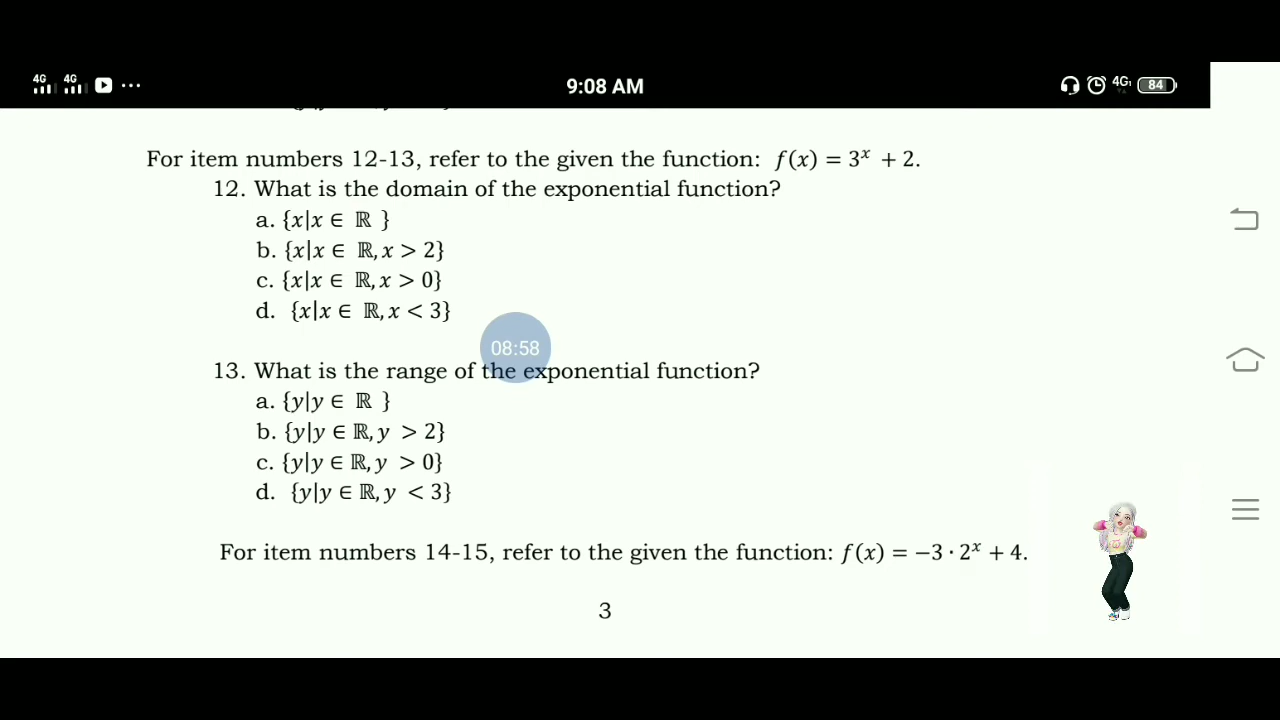 4G 4G 9:08 AM 4G 84
For item numbers 12-13, refer to the given the function: f(x) = 3ˣ + 2.
12. What is the domain of the exponential function?
a. {x|x ∈ ℝ }
b. {x|x ∈ ℝ, x > 2}
c. {x|x ∈ ℝ, x > 0}
d. {x|x ∈ ℝ, x < 3}
08:58
13. What is the range of the exponential function?
a. {y|y ∈ ℝ }
b. {y|y ∈ ℝ, y > 2}
c. {y|y ∈ ℝ, y > 0}
d. {y|y ∈ ℝ, y < 3}
For item numbers 14-15, refer to the given the function: f(x) = −3 · 2ˣ + 4.
3